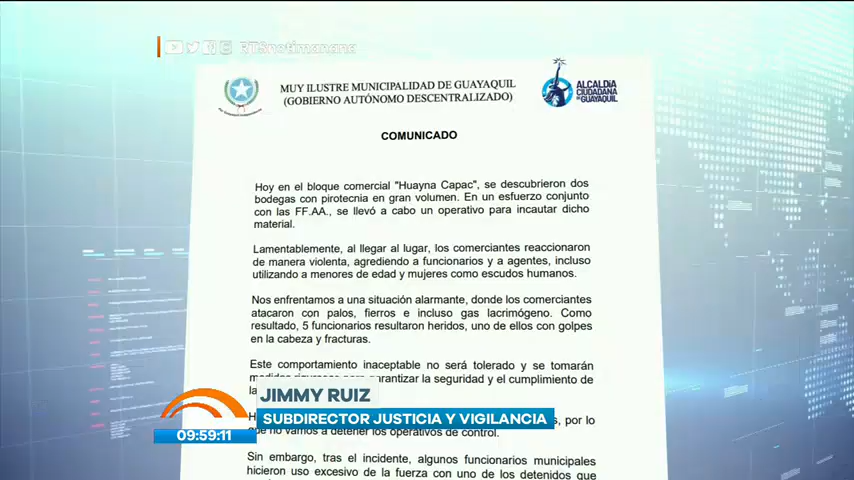 RTSnotimanana
MUY ILUSTRE MUNICIPALIDAD DE GUAYAQUIL
(GOBIERNO AUTÓNOMO DESCENTRALIZADO)
ALCALDÍA
CIUDADANA
DE GUAYAQUIL
COMUNICADO
Hoy en el bloque comercial "Huayna Capac", se descubrieron dos
bodegas con pirotecnia en gran volumen. En un esfuerzo conjunto
con las FF.AA., se llevó a cabo un operativo para incautar dicho
material.
Lamentablemente, al llegar al lugar, los comerciantes reaccionaron
de manera violenta, agrediendo a funcionarios y a agentes, incluso
utilizando a menores de edad y mujeres como escudos humanos.
Nos enfrentamos a una situación alarmante, donde los comerciantes
atacaron con palos, fierros e incluso gas lacrimógeno. Como
resultado, 5 funcionarios resultaron heridos, uno de ellos con golpes
en la cabeza y fracturas.
Este comportamiento inaceptable no será tolerado y se tomarán
garantizar la seguridad y el cumplimiento de
por lo
que no vamos a detener los operativos de control.
Sin embargo, tras el incidente, algunos funcionarios municipales
hicieron uso excesivo de la fuerza con uno de los detenidos que
JIMMY RUIZ
SUBDIRECTOR JUSTICIA Y VIGILANCIA
09:59:11